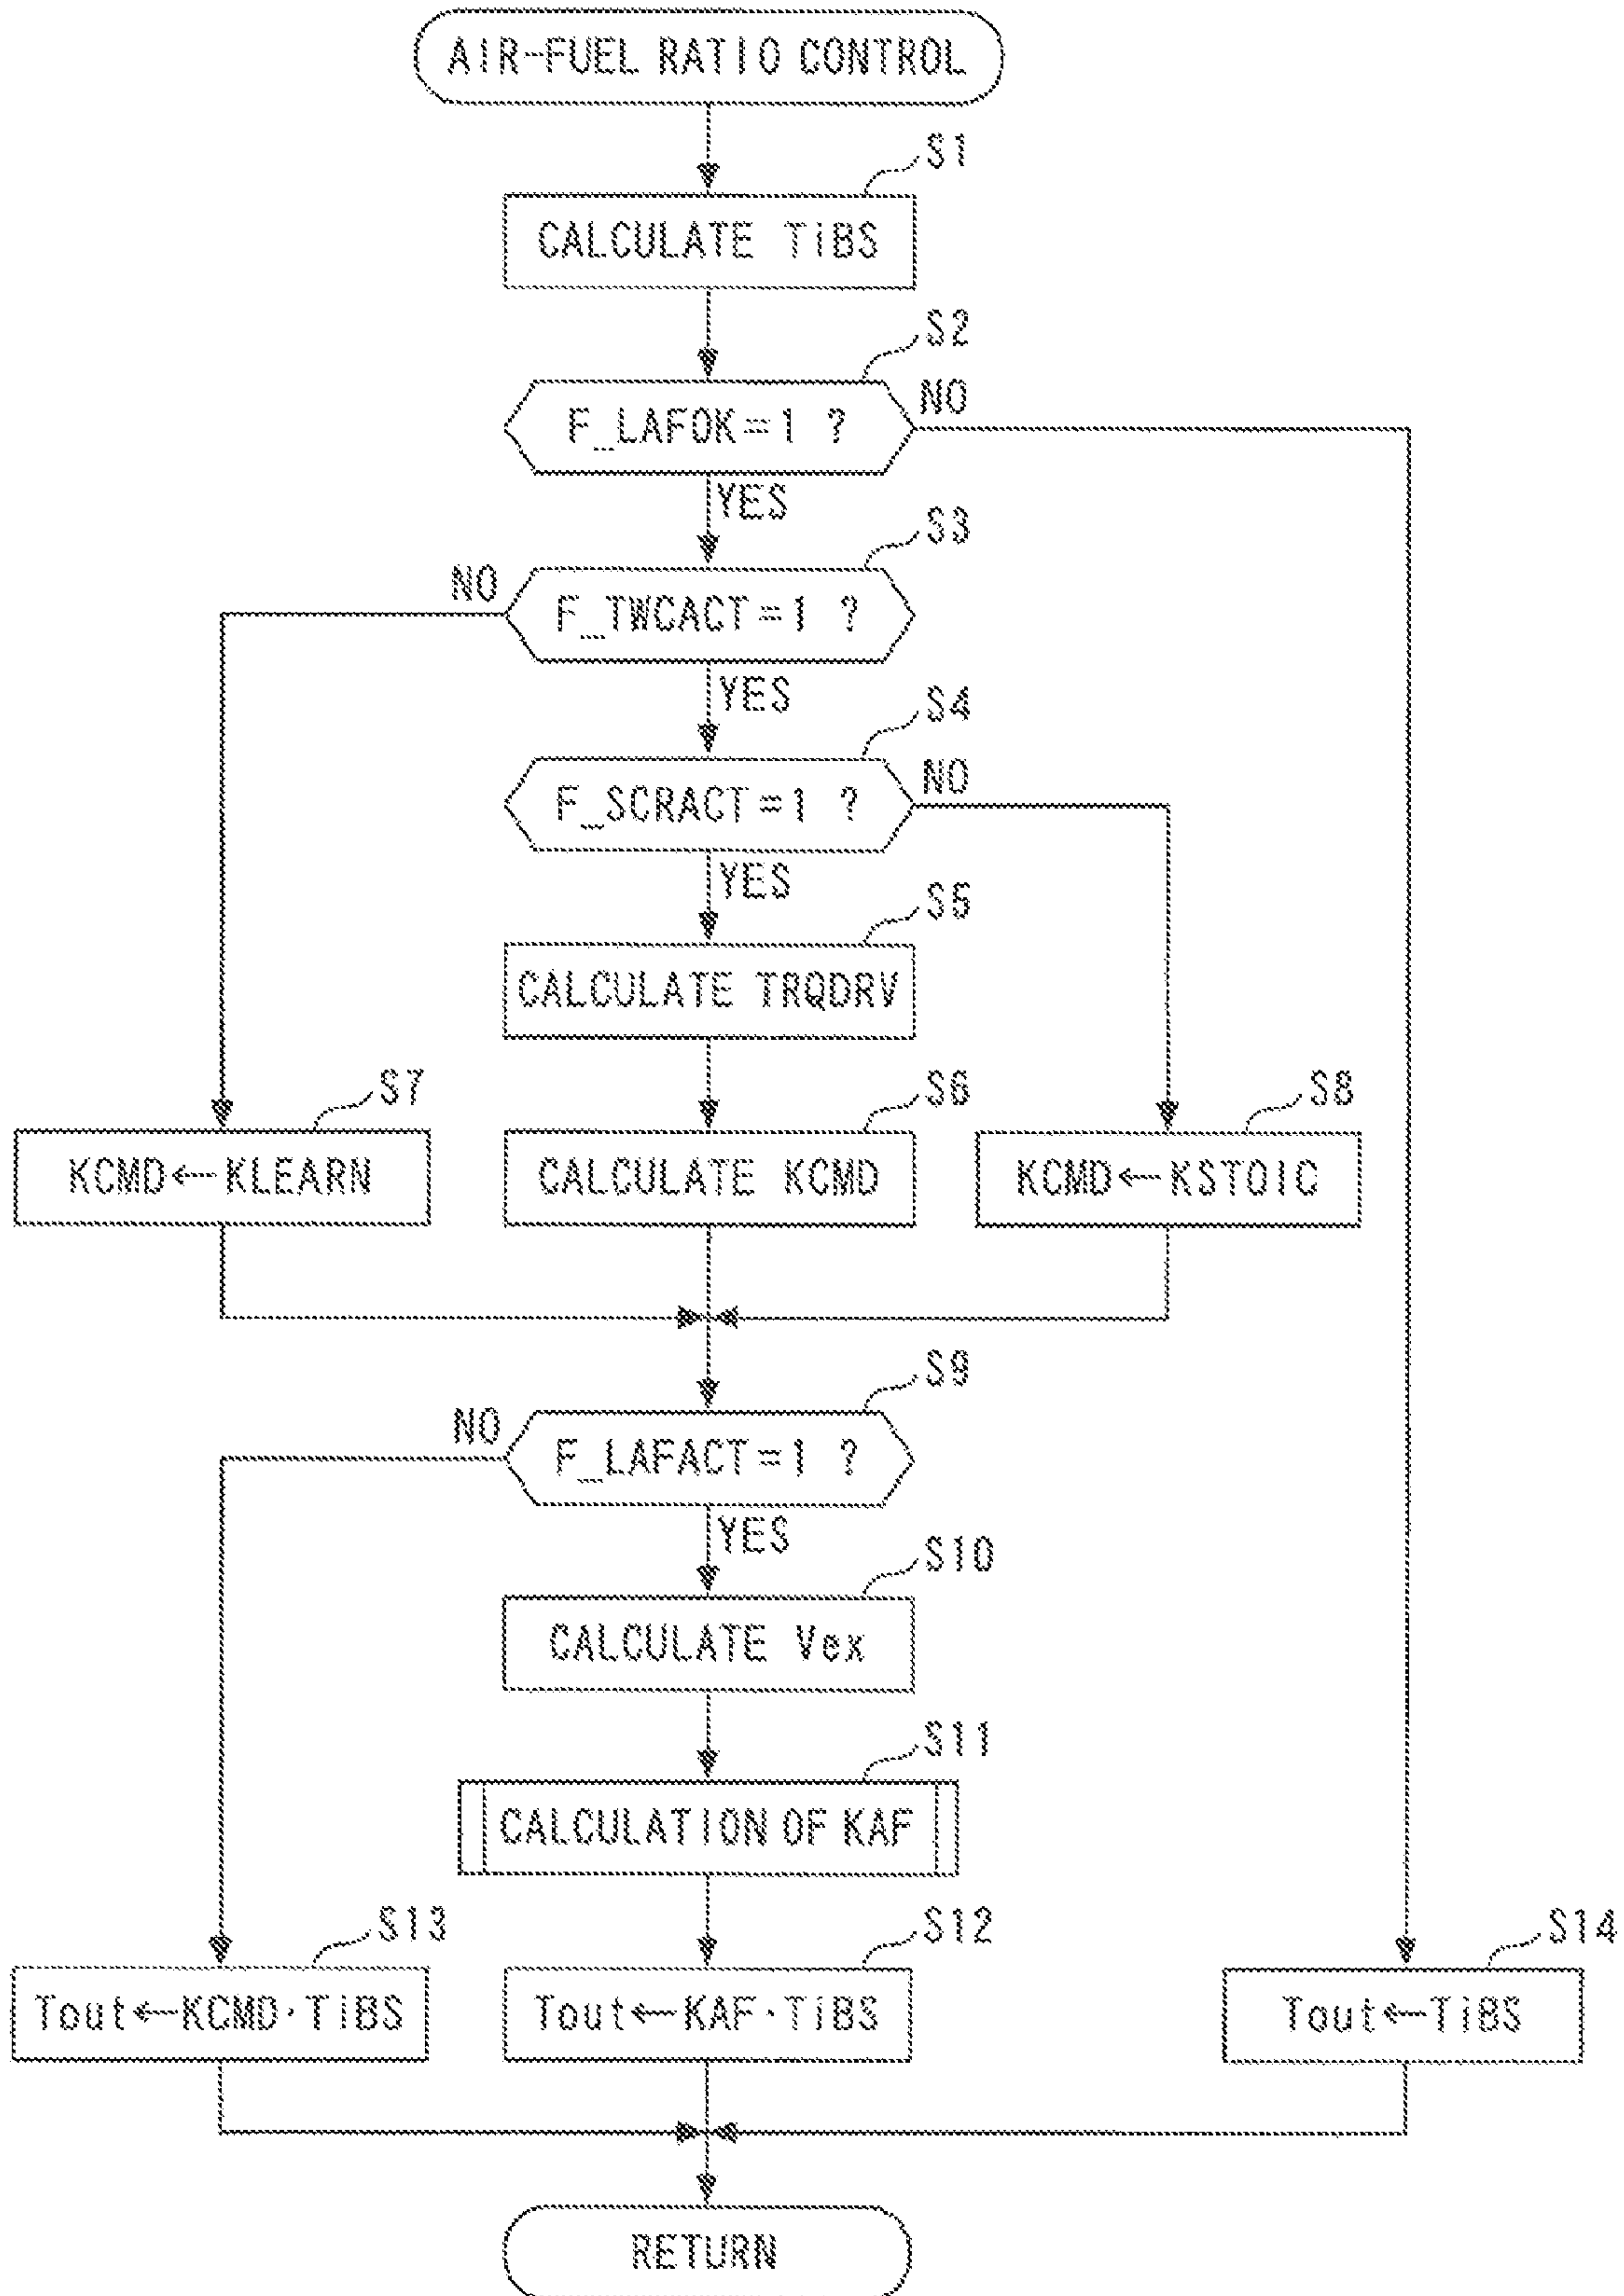 AIR-FUEL RATIO CONTROL
S1
CALCULATE TiBS
S2
F_LAFOK=1 ?
NO
YES
S3
NO
F_TWCACT=1 ?
YES
S4
NO
F_SCRACT=1 ?
YES
S5
CALCULATE TRQDRV
S7
S6
S8
KCMD←KLEARN
CALCULATE KCMD
KCMD←KSTOIC
S9
NO
F_LAFACT=1 ?
YES
S10
CALCULATE Vex
S11
CALCULATION OF KAF
S13
S12
S14
Tout←KCMD·TiBS
Tout←KAF·TiBS
Tout←TiBS
RETURN